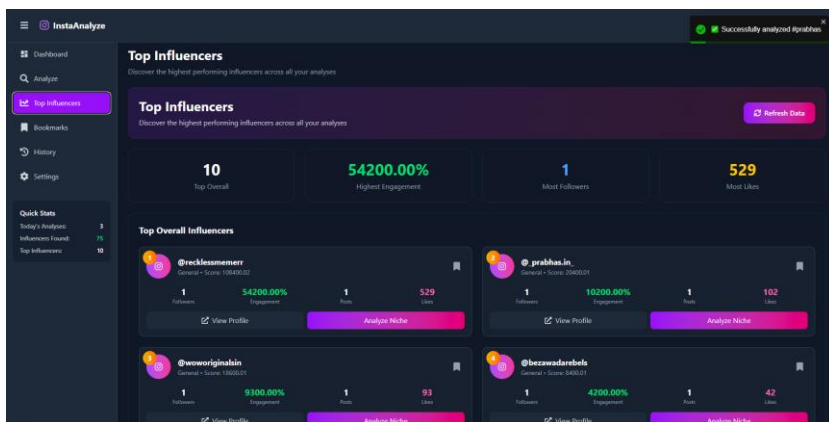 InstaAnalyze
Successfully analyzed #prabhas
Dashboard
Analyze
Top Influencers
Bookmarks
History
Settings
Quick Stats
Today's Analyses: 3
Influencers Found: 75
Top Influencers: 10
Top Influencers
Discover the highest performing influencers across all your analyses
Top Influencers
Discover the highest performing influencers across all your analyses
Refresh Data
10
Top Overall
54200.00%
Highest Engagement
1
Most Followers
529
Most Likes
Top Overall Influencers
1
@recklessmemerr
General • Score: 108400.02
1 54200.00% 1 529
Followers Engagement Posts Likes
View Profile Analyze Niche
2
@_prabhas.in_
General • Score: 20400.01
1 10200.00% 1 102
Followers Engagement Posts Likes
View Profile Analyze Niche
3
@woworiginalsin
General • Score: 18600.01
1 9300.00% 1 93
Followers Engagement Posts Likes
View Profile Analyze Niche
4
@bezawadarebels
General • Score: 8400.01
1 4200.00% 1 42
Followers Engagement Posts Likes
View Profile Analyze Niche